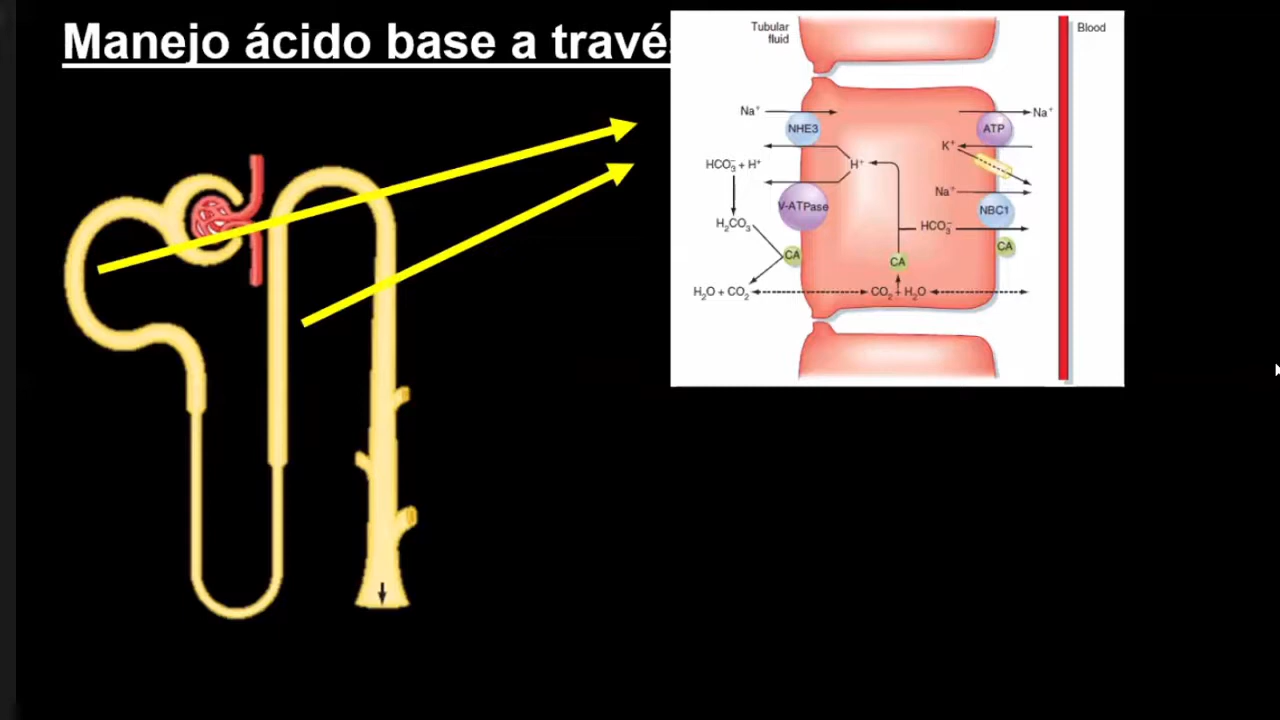 Manejo ácido base a travé
Tubular
fluid
Blood
Na⁺
Na⁺
NHE3
ATP
K⁺
HCO₃⁻ + H⁺
H⁺
Na⁺
V-ATPase
NBC1
H₂CO₃
HCO₃⁻
CA
CA
CA
H₂O + CO₂
CO₂ + H₂O